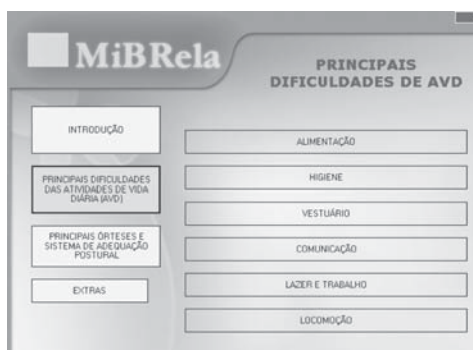 MiBRela
PRINCIPAIS
DIFICULDADES DE AVD
INTRODUÇÃO
PRINCIPAIS DIFICULDADES
DAS ATIVIDADES DE VIDA
DIÁRIA (AVD)
PRINCIPAIS ÓRTESES E
SISTEMA DE ADEQUAÇÃO
POSTURAL
EXTRAS
ALIMENTAÇÃO
HIGIENE
VESTUÁRIO
COMUNICAÇÃO
LAZER E TRABALHO
LOCOMOÇÃO